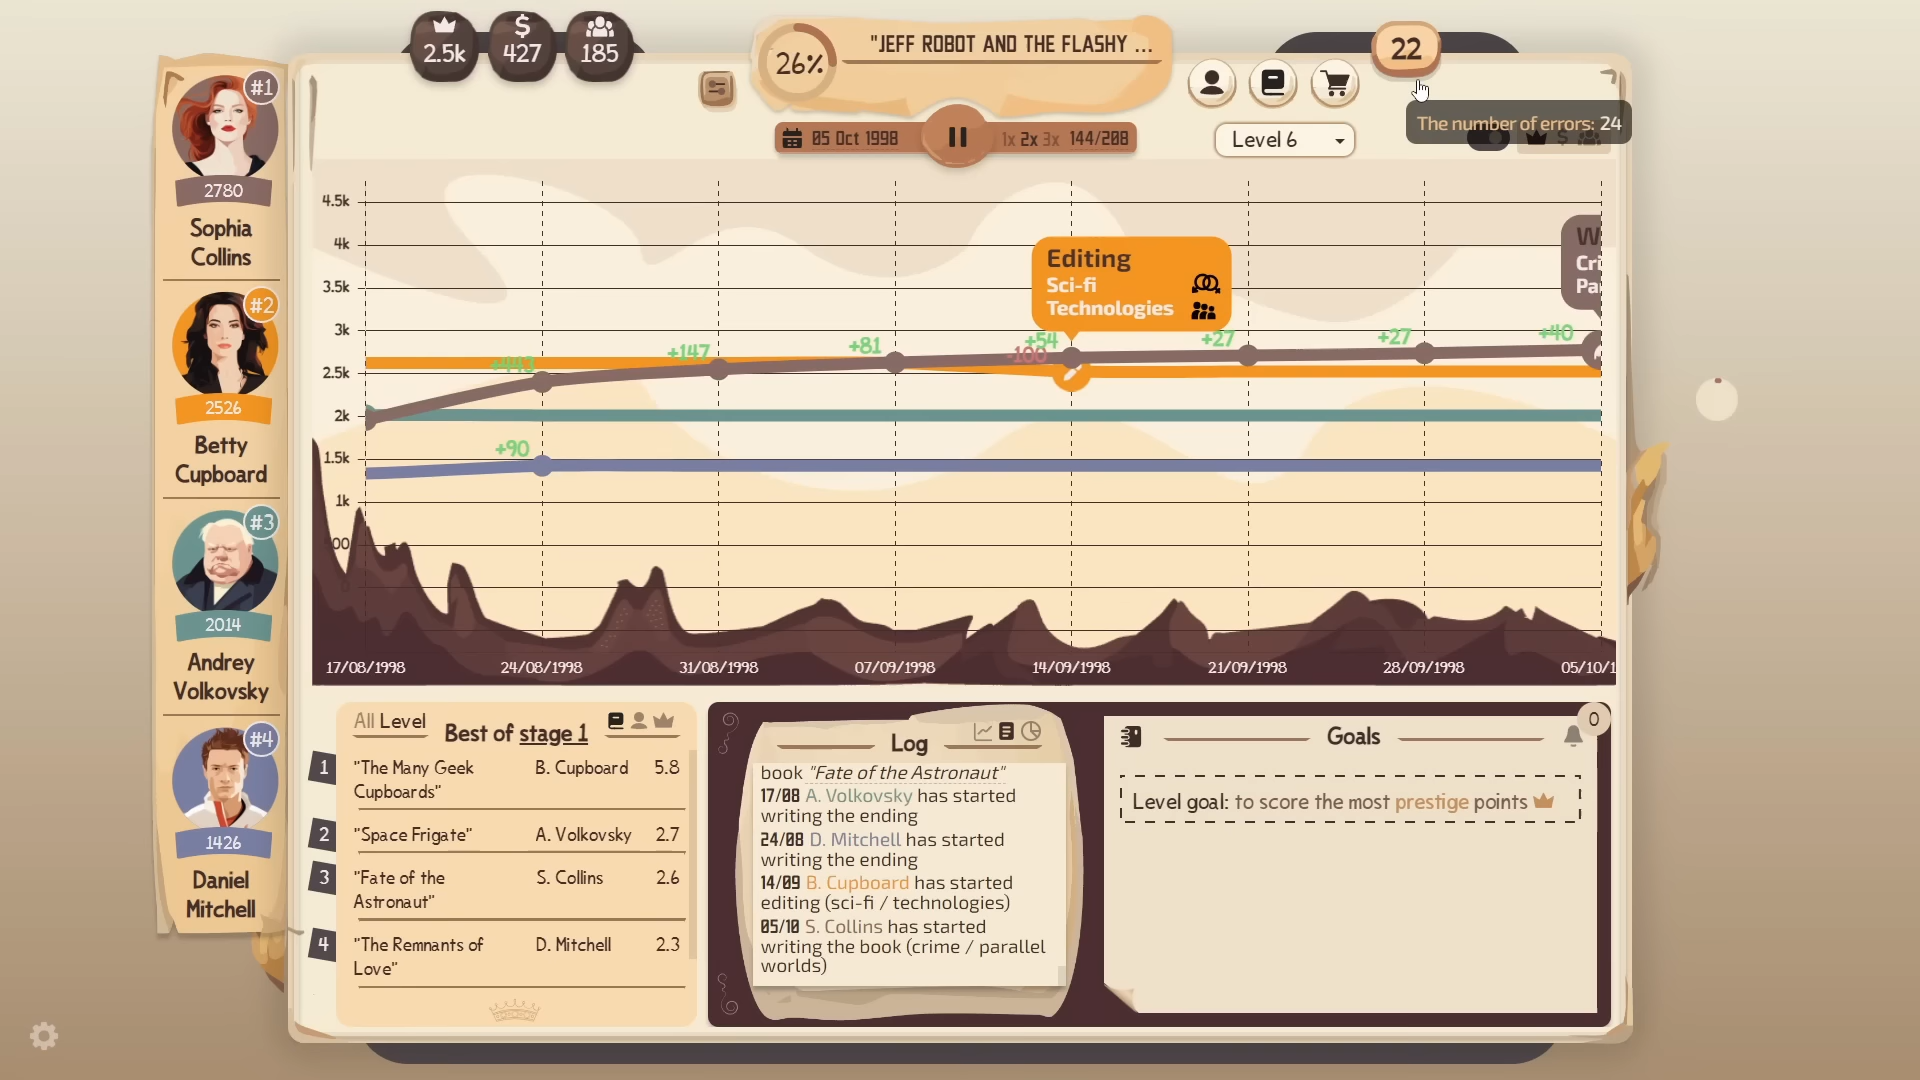 2.5k
$
427
185
26%
"JEFF ROBOT AND THE FLASHY ...
22
The number of errors: 24
05 Oct 1998
1x 2x 3x 144/208
Level 6
#1
2780
Sophia
Collins
#2
2526
Betty
Cupboard
#3
2014
Andrey
Volkovsky
#4
1426
Daniel
Mitchell
4.5k
4k
3.5k
3k
2.5k
2k
1.5k
1k
500
0
Editing
Sci-fi
Technologies
W
Cri
Pa
+440
+147
+81
+54
-100
+27
+27
+40
+90
17/08/1998
24/08/1998
31/08/1998
07/09/1998
14/09/1998
21/09/1998
28/09/1998
05/10/1
All Level
Best of stage 1
1
"The Many Geek
Cupboards"
B. Cupboard
5.8
2
"Space Frigate"
A. Volkovsky
2.7
3
"Fate of the
Astronaut"
S. Collins
2.6
4
"The Remnants of
Love"
D. Mitchell
2.3
Log
book "Fate of the Astronaut"
17/08 A. Volkovsky has started
writing the ending
24/08 D. Mitchell has started
writing the ending
14/09 B. Cupboard has started
editing (sci-fi / technologies)
05/10 S. Collins has started
writing the book (crime / parallel
worlds)
Goals
0
Level goal: to score the most prestige points